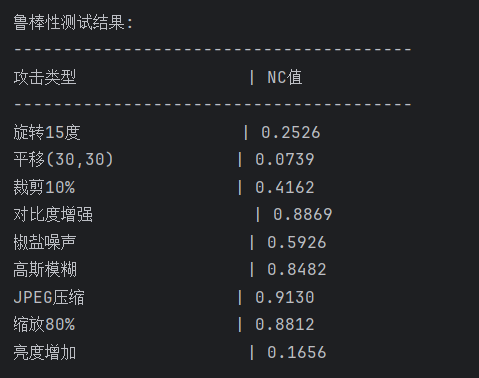 鲁棒性测试结果:
----------------------------------------
攻击类型 | NC值
----------------------------------------
旋转15度 | 0.2526
平移(30,30) | 0.0739
裁剪10% | 0.4162
对比度增强 | 0.8869
椒盐噪声 | 0.5926
高斯模糊 | 0.8482
JPEG压缩 | 0.9130
缩放80% | 0.8812
亮度增加 | 0.1656